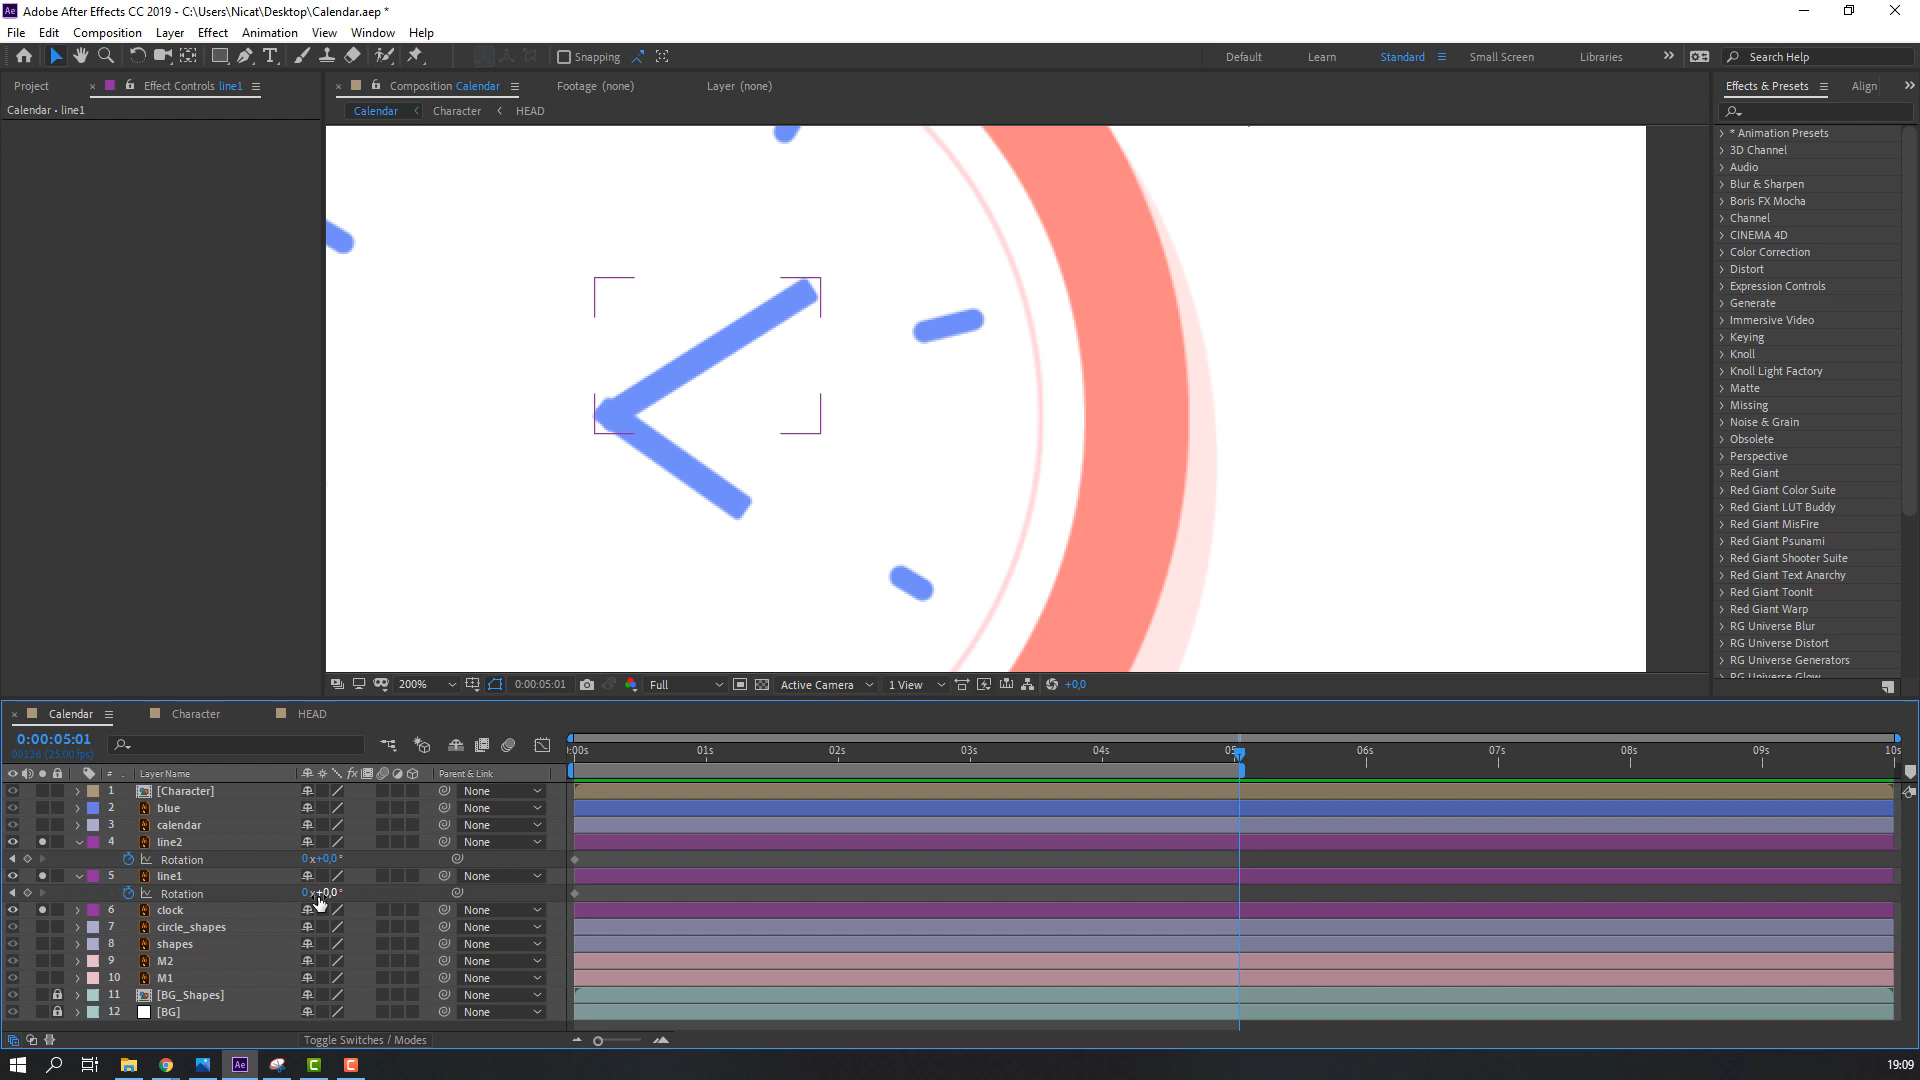 Adobe After Effects CC 2019 - C:\Users\Nicat\Desktop\Calendar.aep *
File Edit Composition Layer Effect Animation View Window Help
Snapping Default Learn Standard Small Screen Libraries Search Help
Project Effect Controls line1 Composition Calendar Footage (none) Layer (none) Effects & Presets Align
Calendar • line1
Calendar Character HEAD
* Animation Presets
3D Channel
Audio
Blur & Sharpen
Boris FX Mocha
Channel
CINEMA 4D
Color Correction
Distort
Expression Controls
Generate
Immersive Video
Keying
Knoll
Knoll Light Factory
Matte
Missing
Noise & Grain
Obsolete
Perspective
Red Giant
Red Giant Color Suite
Red Giant LUT Buddy
Red Giant MisFire
Red Giant Psunami
Red Giant Shooter Suite
Red Giant Text Anarchy
Red Giant ToonIt
Red Giant Warp
RG Universe Blur
RG Universe Distort
RG Universe Generators
RG Universe Glow
200% 0:00:05:01 Full Active Camera 1 View +0,0
Calendar Character HEAD
0:00:05:01
00126 (25.00 fps)
:00s 01s 02s 03s 04s 06s 07s 08s 09s 10s
# Layer Name Parent & Link
1 [Character] None
2 blue None
3 calendar None
4 line2 None
Rotation 0x+0,0°
5 line1 None
Rotation 0x+0,0°
6 clock None
7 circle_shapes None
8 shapes None
9 M2 None
10 M1 None
11 [BG_Shapes] None
12 [BG] None
Toggle Switches / Modes
19:09